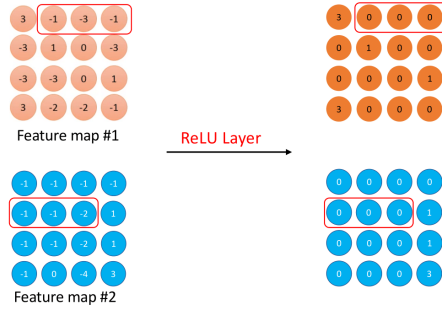 3 -1 -3 -1
-3 1 0 -3
-3 -3 0 1
3 -2 -2 -1
Feature map #1
3 0 0 0
0 1 0 0
0 0 0 1
3 0 0 0
ReLU Layer
-1 -1 -1 -1
-1 -1 -2 1
-1 -1 -2 1
-1 0 -4 3
Feature map #2
0 0 0 0
0 0 0 1
0 0 0 1
0 0 0 3